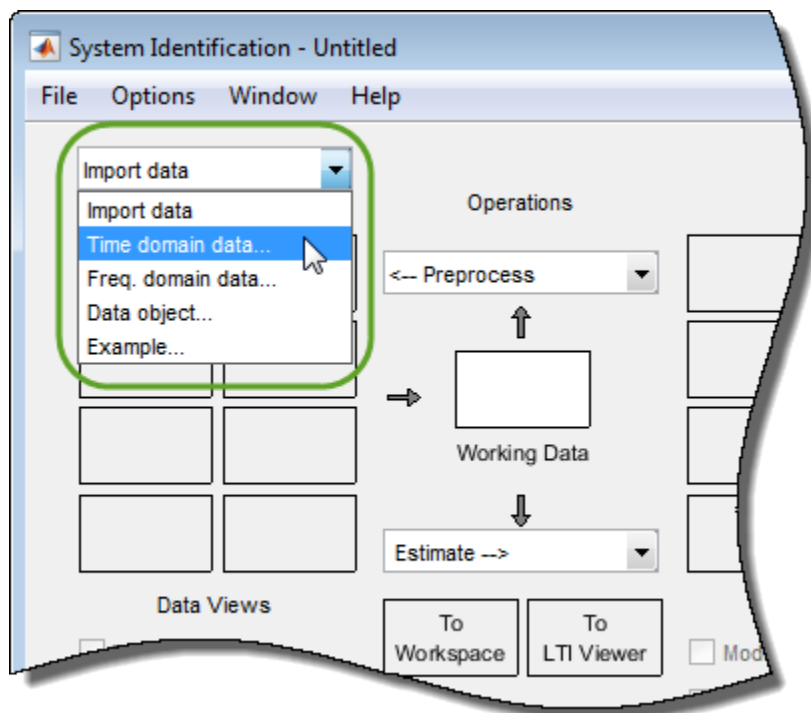 System Identification - Untitled
File Options Window Help
Import data
Import data
Time domain data...
Freq. domain data...
Data object...
Example...
Operations
<-- Preprocess
Working Data
Estimate -->
Data Views
To
Workspace
To
LTI Viewer